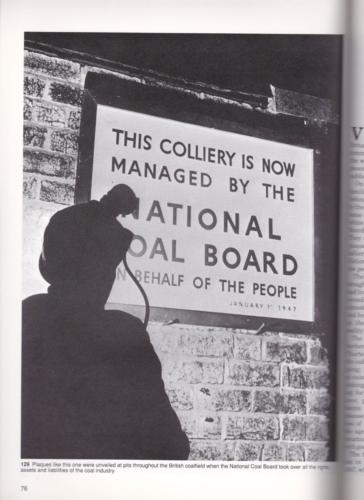 THIS COLLIERY IS NOW
MANAGED BY THE
NATIONAL
OAL BOARD
N BEHALF OF THE PEOPLE
JANUARY 1ST 1947
129 Plaques like this one were unveiled at pits throughout the British coalfield when the National Coal Board took over all the rights,
assets and liabilities of the coal industry.
76
V